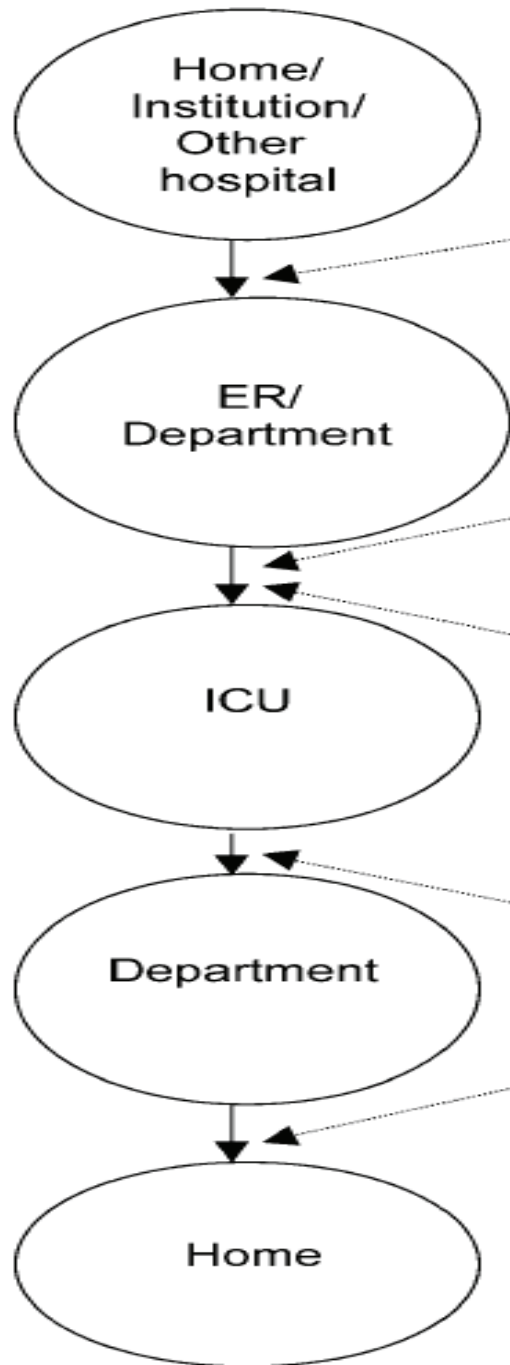 Home/
Institution/
Other
hospital
ER/
Department
ICU
Department
Home